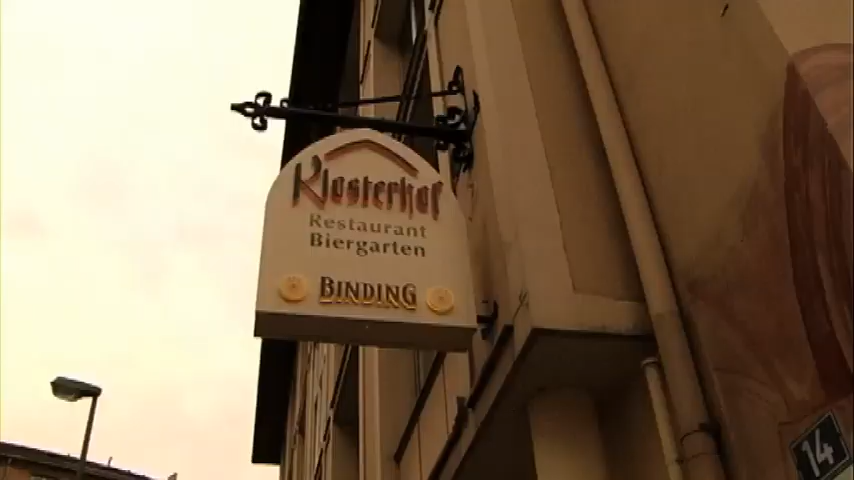 Klosterhof
Restaurant
Biergarten
BINDING
14